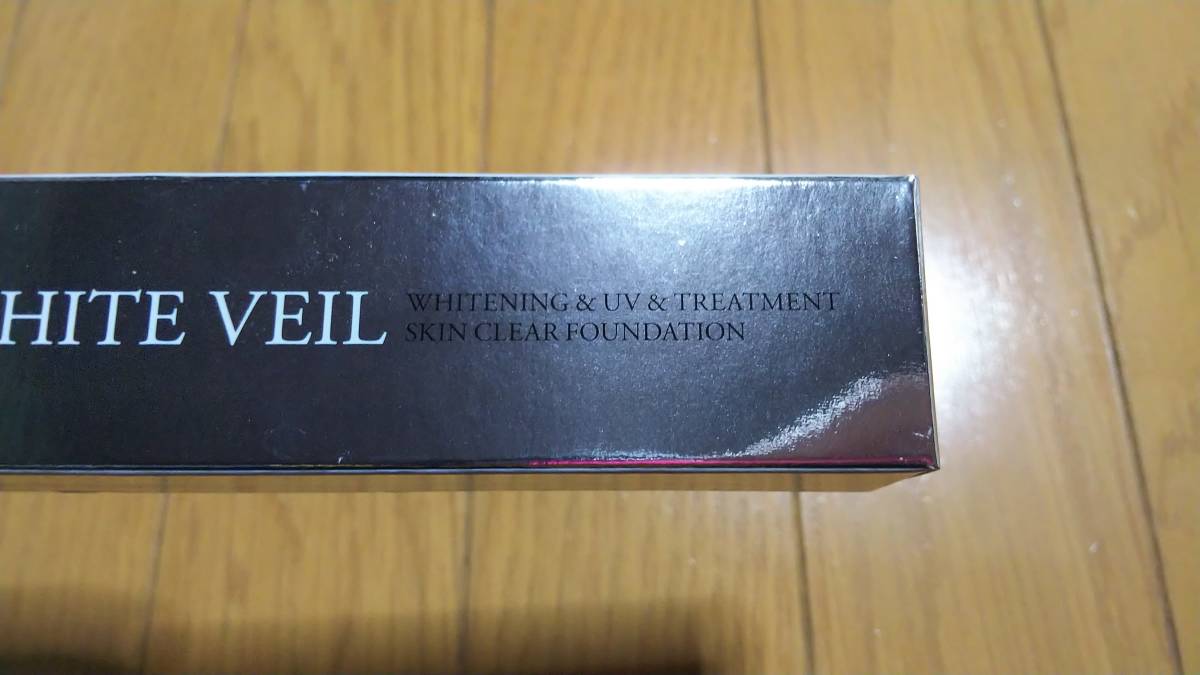 HITE VEIL
WHITENING & UV & TREATMENT
SKIN CLEAR FOUNDATION